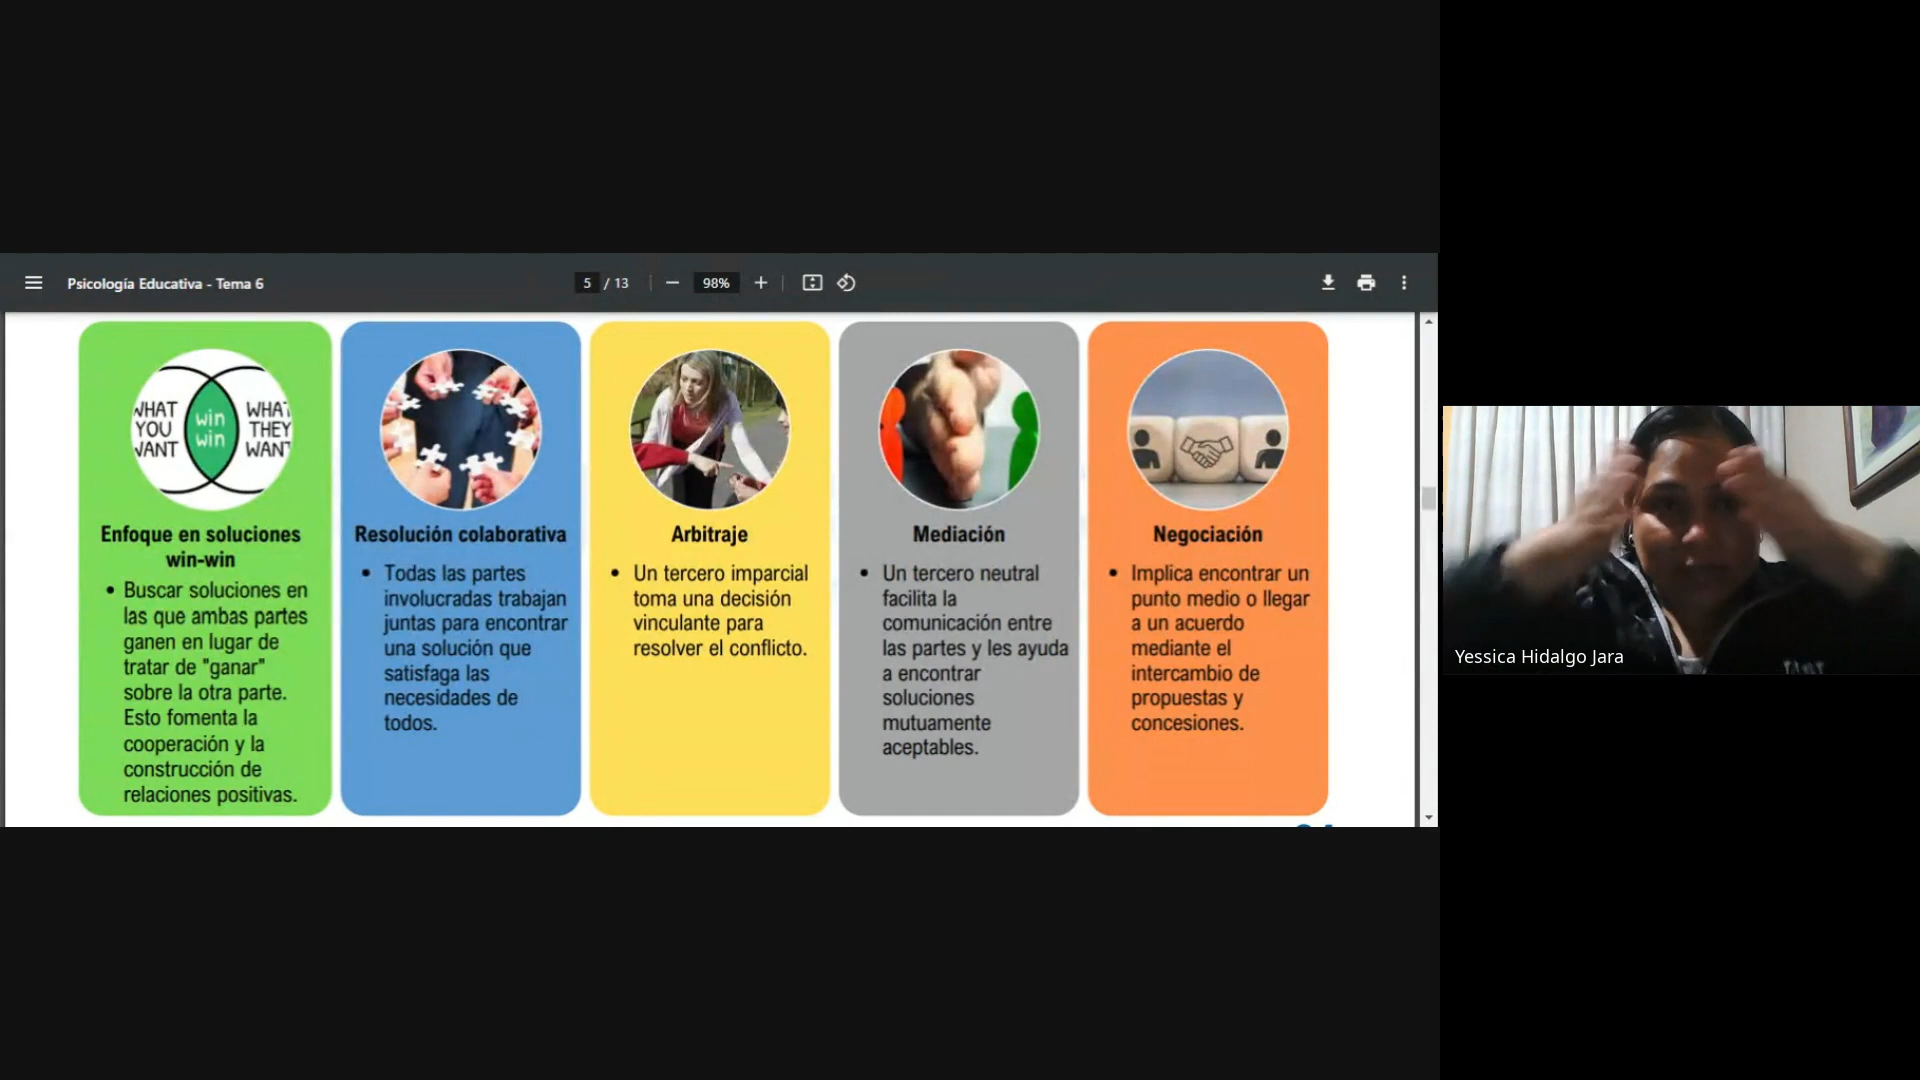 Psicología Educativa - Tema 6
5 / 13
98%
WHAT YOU WANT
win win
WHAT THEY WANT
Enfoque en soluciones
win-win
• Buscar soluciones en
las que ambas partes
ganen en lugar de
tratar de "ganar"
sobre la otra parte.
Esto fomenta la
cooperación y la
construcción de
relaciones positivas.
Resolución colaborativa
• Todas las partes
involucradas trabajan
juntas para encontrar
una solución que
satisfaga las
necesidades de
todos.
Arbitraje
• Un tercero imparcial
toma una decisión
vinculante para
resolver el conflicto.
Mediación
• Un tercero neutral
facilita la
comunicación entre
las partes y les ayuda
a encontrar
soluciones
mutuamente
aceptables.
Negociación
• Implica encontrar un
punto medio o llegar
a un acuerdo
mediante el
intercambio de
propuestas y
concesiones.
Yessica Hidalgo Jara